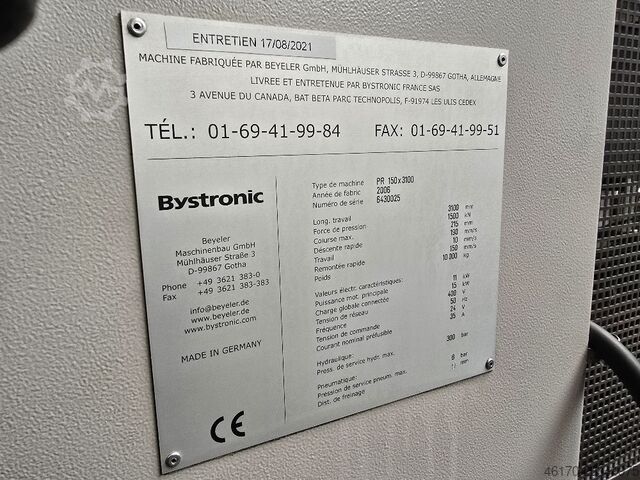 ENTRETIEN 17/08/2021
MACHINE FABRIQUÉE PAR BEYELER GmbH, MÜHLHÄUSER STRASSE 3, D-99867 GOTHA, ALLEMAGNE
LIVREE ET ENTRETENUE PAR BYSTRONIC FRANCE SAS
3 AVENUE DU CANADA, BAT BETA PARC TECHNOPOLIS, F-91974 LES ULIS CEDEX
TÉL.: 01-69-41-99-84 FAX: 01-69-41-99-51
Bystronic
Beyeler
Maschinenbau GmbH
Mühlhäuser Straße 3
D-99867 Gotha
Phone +49 3621 383-0
Fax +49 3621 383-383
info@beyeler.de
www.beyeler.de
www.bystronic.com
MADE IN GERMANY
CE
Type de machine PR 150x3100
Année de fabric 2006
Numéro de série 6430025
Long. travail 3100 mm
Force de pression 1500 kN
Colurse max. 215 mm
Descente rapide 190 mm/s
Travail 10 mm/s
Remontée rapide 150 mm/s
Poids 10 000 kg
Valeurs électr. caractéristiques:
Puissance mot. principale 11 kW
Charge globale connectée 15 kW
Tension de réseau 400 V
Fréquence 50 Hz
Tension de commande 24 V
Courant nominal préfusible 35 A
Hydraulique:
Press. de service hydr. max. 300 bar
Pneumatique:
Pression de service pneum. max. 8 bar
Dist. de freinage mm